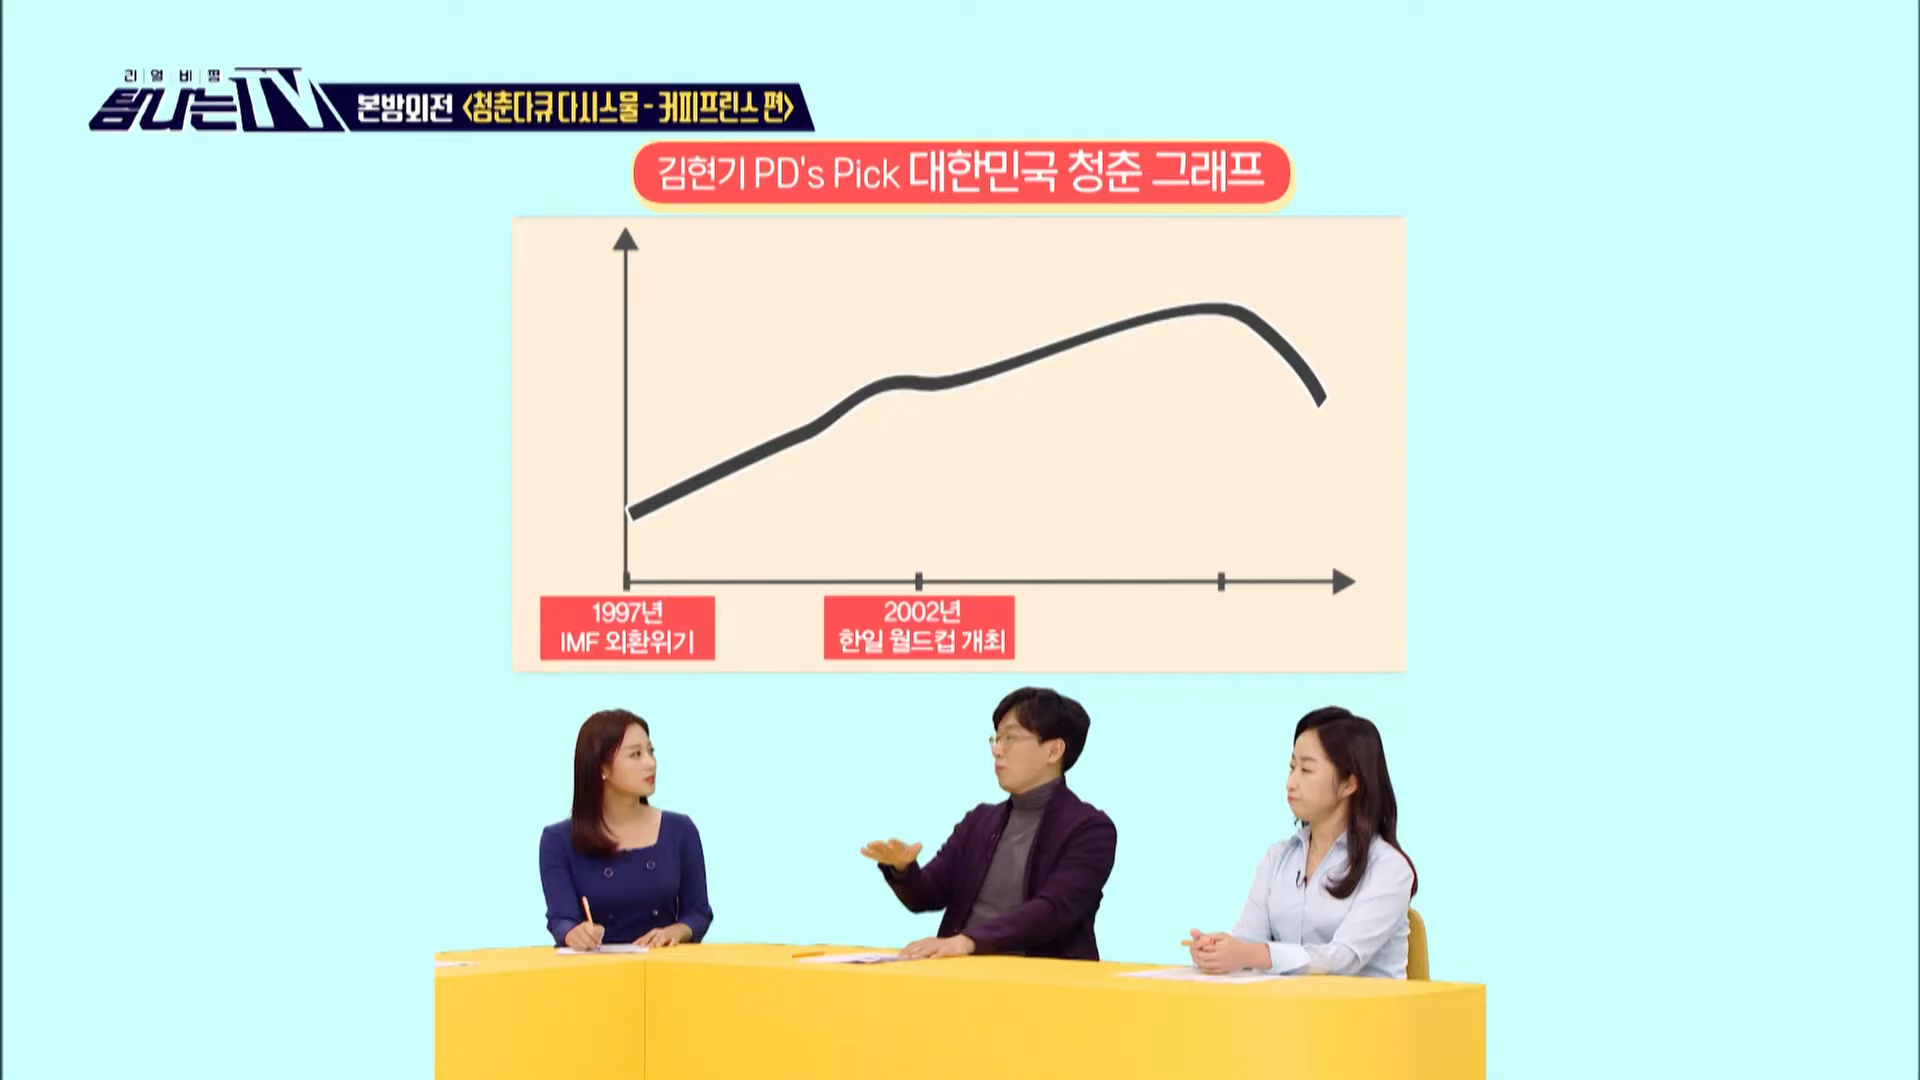 리얼비평
탐나는TV
본방외전 <청춘다큐 다시스물 - 커피프린스 편>
김현기 PD's Pick 대한민국 청춘 그래프
1997년
IMF 외환위기
2002년
한일 월드컵 개최